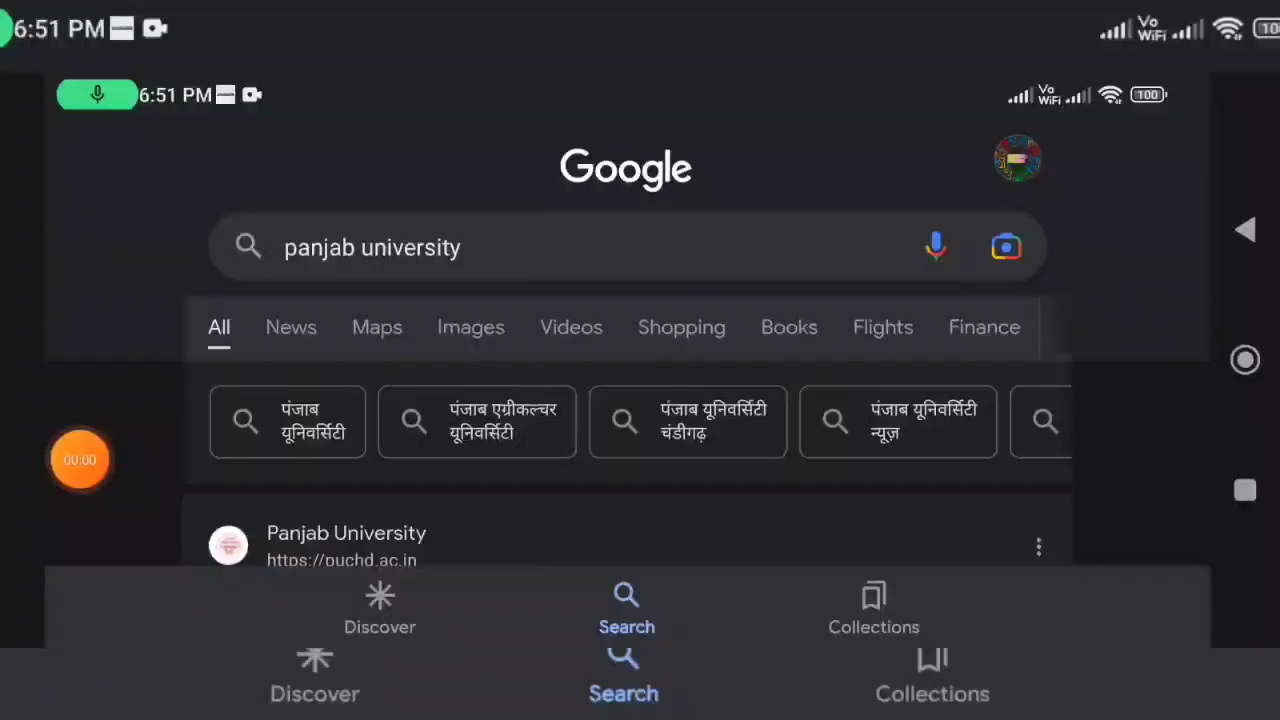 6:51 PM
Vo
WiFi
6:51 PM
Vo
WiFi
100
Google
panjab university
All News Maps Images Videos Shopping Books Flights Finance
पंजाब
यूनिवर्सिटी
पंजाब एग्रीकल्चर
यूनिवर्सिटी
पंजाब यूनिवर्सिटी
चंडीगढ़
पंजाब यूनिवर्सिटी
न्यूज़
00:00
Panjab University
https://puchd.ac.in
Discover Search Collections
Discover Search Collections